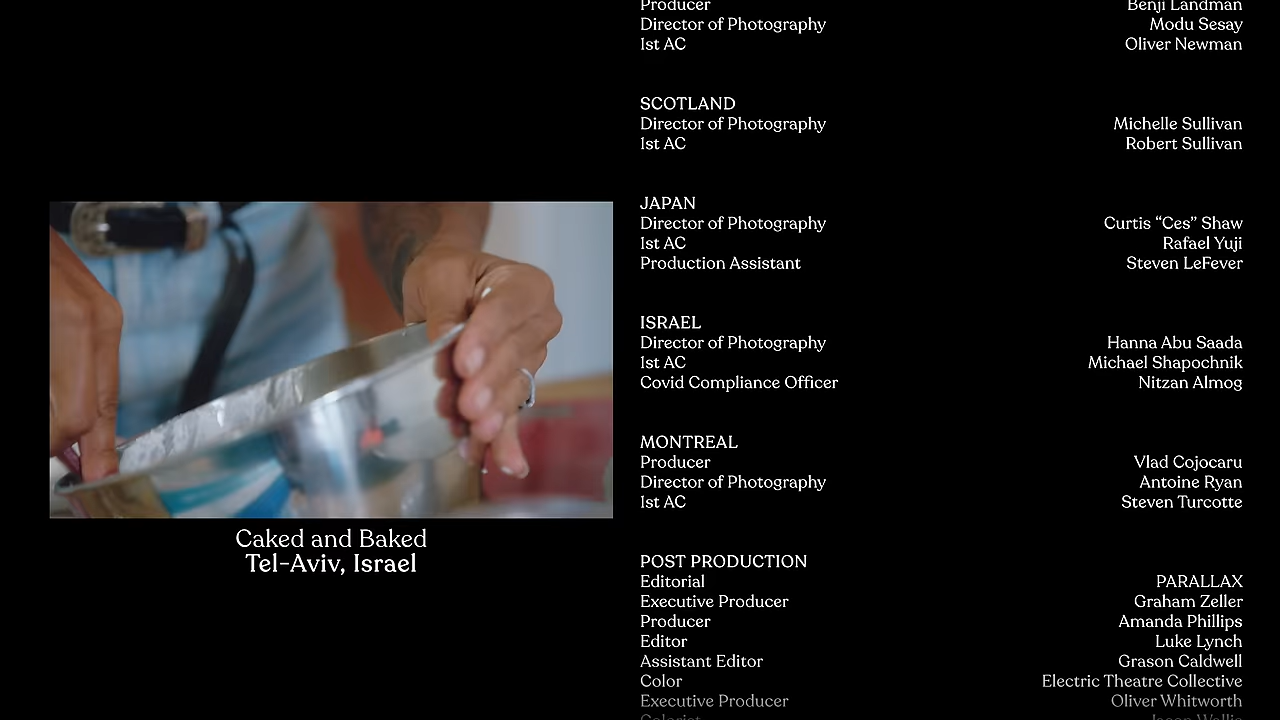 Producer Benji Landman
Director of Photography Modu Sesay
1st AC Oliver Newman
SCOTLAND
Director of Photography Michelle Sullivan
1st AC Robert Sullivan
JAPAN
Director of Photography Curtis “Ces” Shaw
1st AC Rafael Yuji
Production Assistant Steven LeFever
ISRAEL
Director of Photography Hanna Abu Saada
1st AC Michael Shapochnik
Covid Compliance Officer Nitzan Almog
MONTREAL
Producer Vlad Cojocaru
Director of Photography Antoine Ryan
1st AC Steven Turcotte
POST PRODUCTION
Editorial PARALLAX
Executive Producer Graham Zeller
Producer Amanda Phillips
Editor Luke Lynch
Assistant Editor Grason Caldwell
Color Electric Theatre Collective
Executive Producer Oliver Whitworth
Caked and Baked
Tel-Aviv, Israel